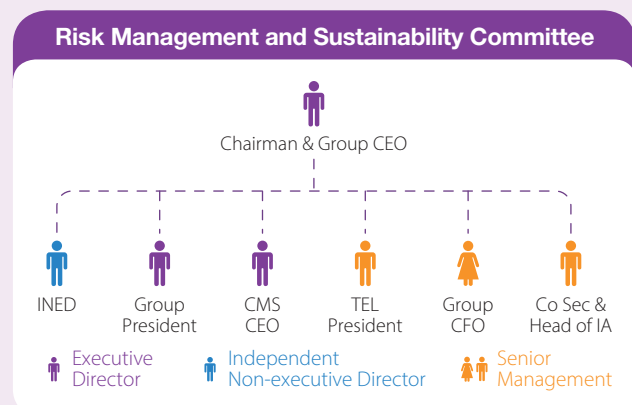 Risk Management and Sustainability Committee
Chairman & Group CEO
INED
Group
President
CMS
CEO
TEL
President
Group
CFO
Co Sec &
Head of IA
Executive
Director
Independent
Non-executive Director
Senior
Management